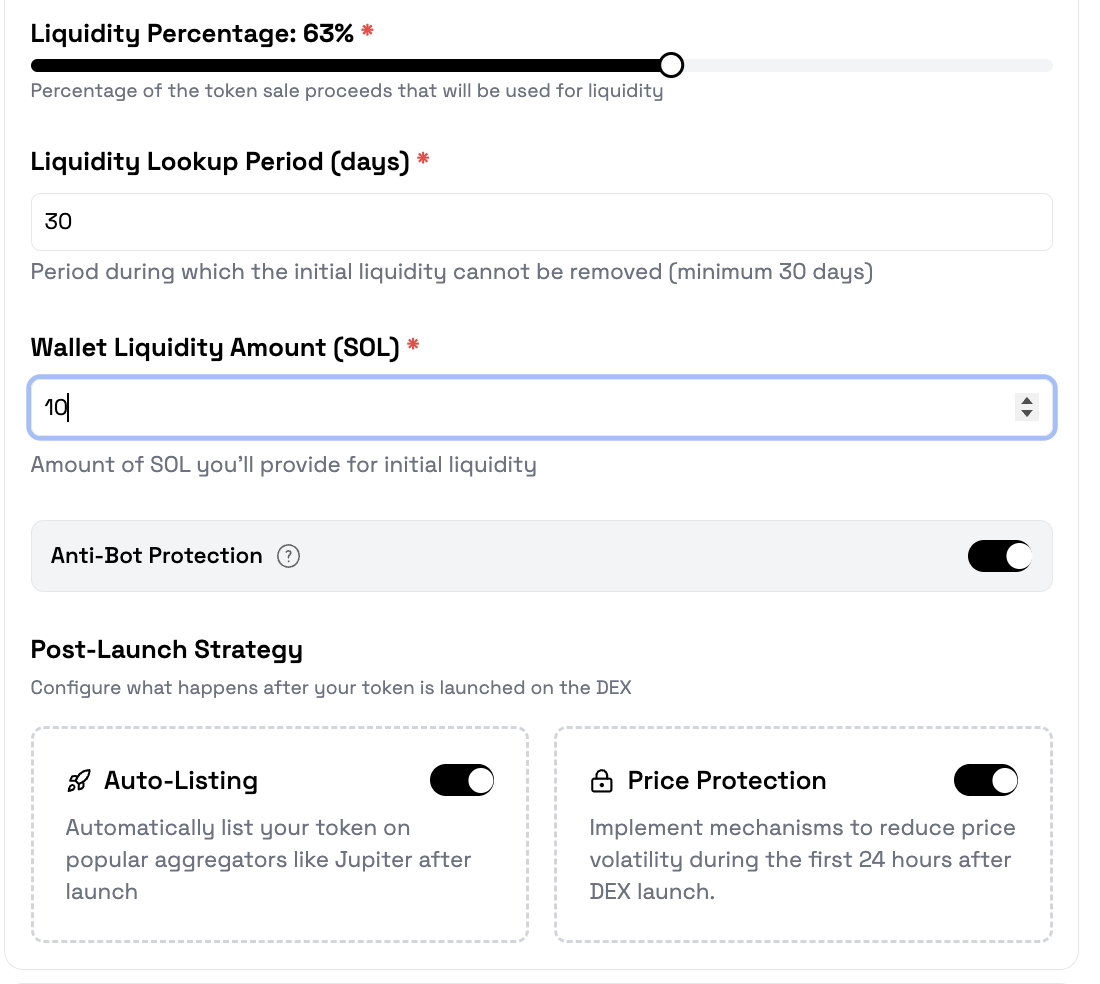 Liquidity Percentage: 63% *
Percentage of the token sale proceeds that will be used for liquidity
Liquidity Lookup Period (days) *
30
Period during which the initial liquidity cannot be removed (minimum 30 days)
Wallet Liquidity Amount (SOL) *
10
Amount of SOL you'll provide for initial liquidity
Anti-Bot Protection ?
Post-Launch Strategy
Configure what happens after your token is launched on the DEX
Auto-Listing
Automatically list your token on
popular aggregators like Jupiter after
launch
Price Protection
Implement mechanisms to reduce price
volatility during the first 24 hours after
DEX launch.